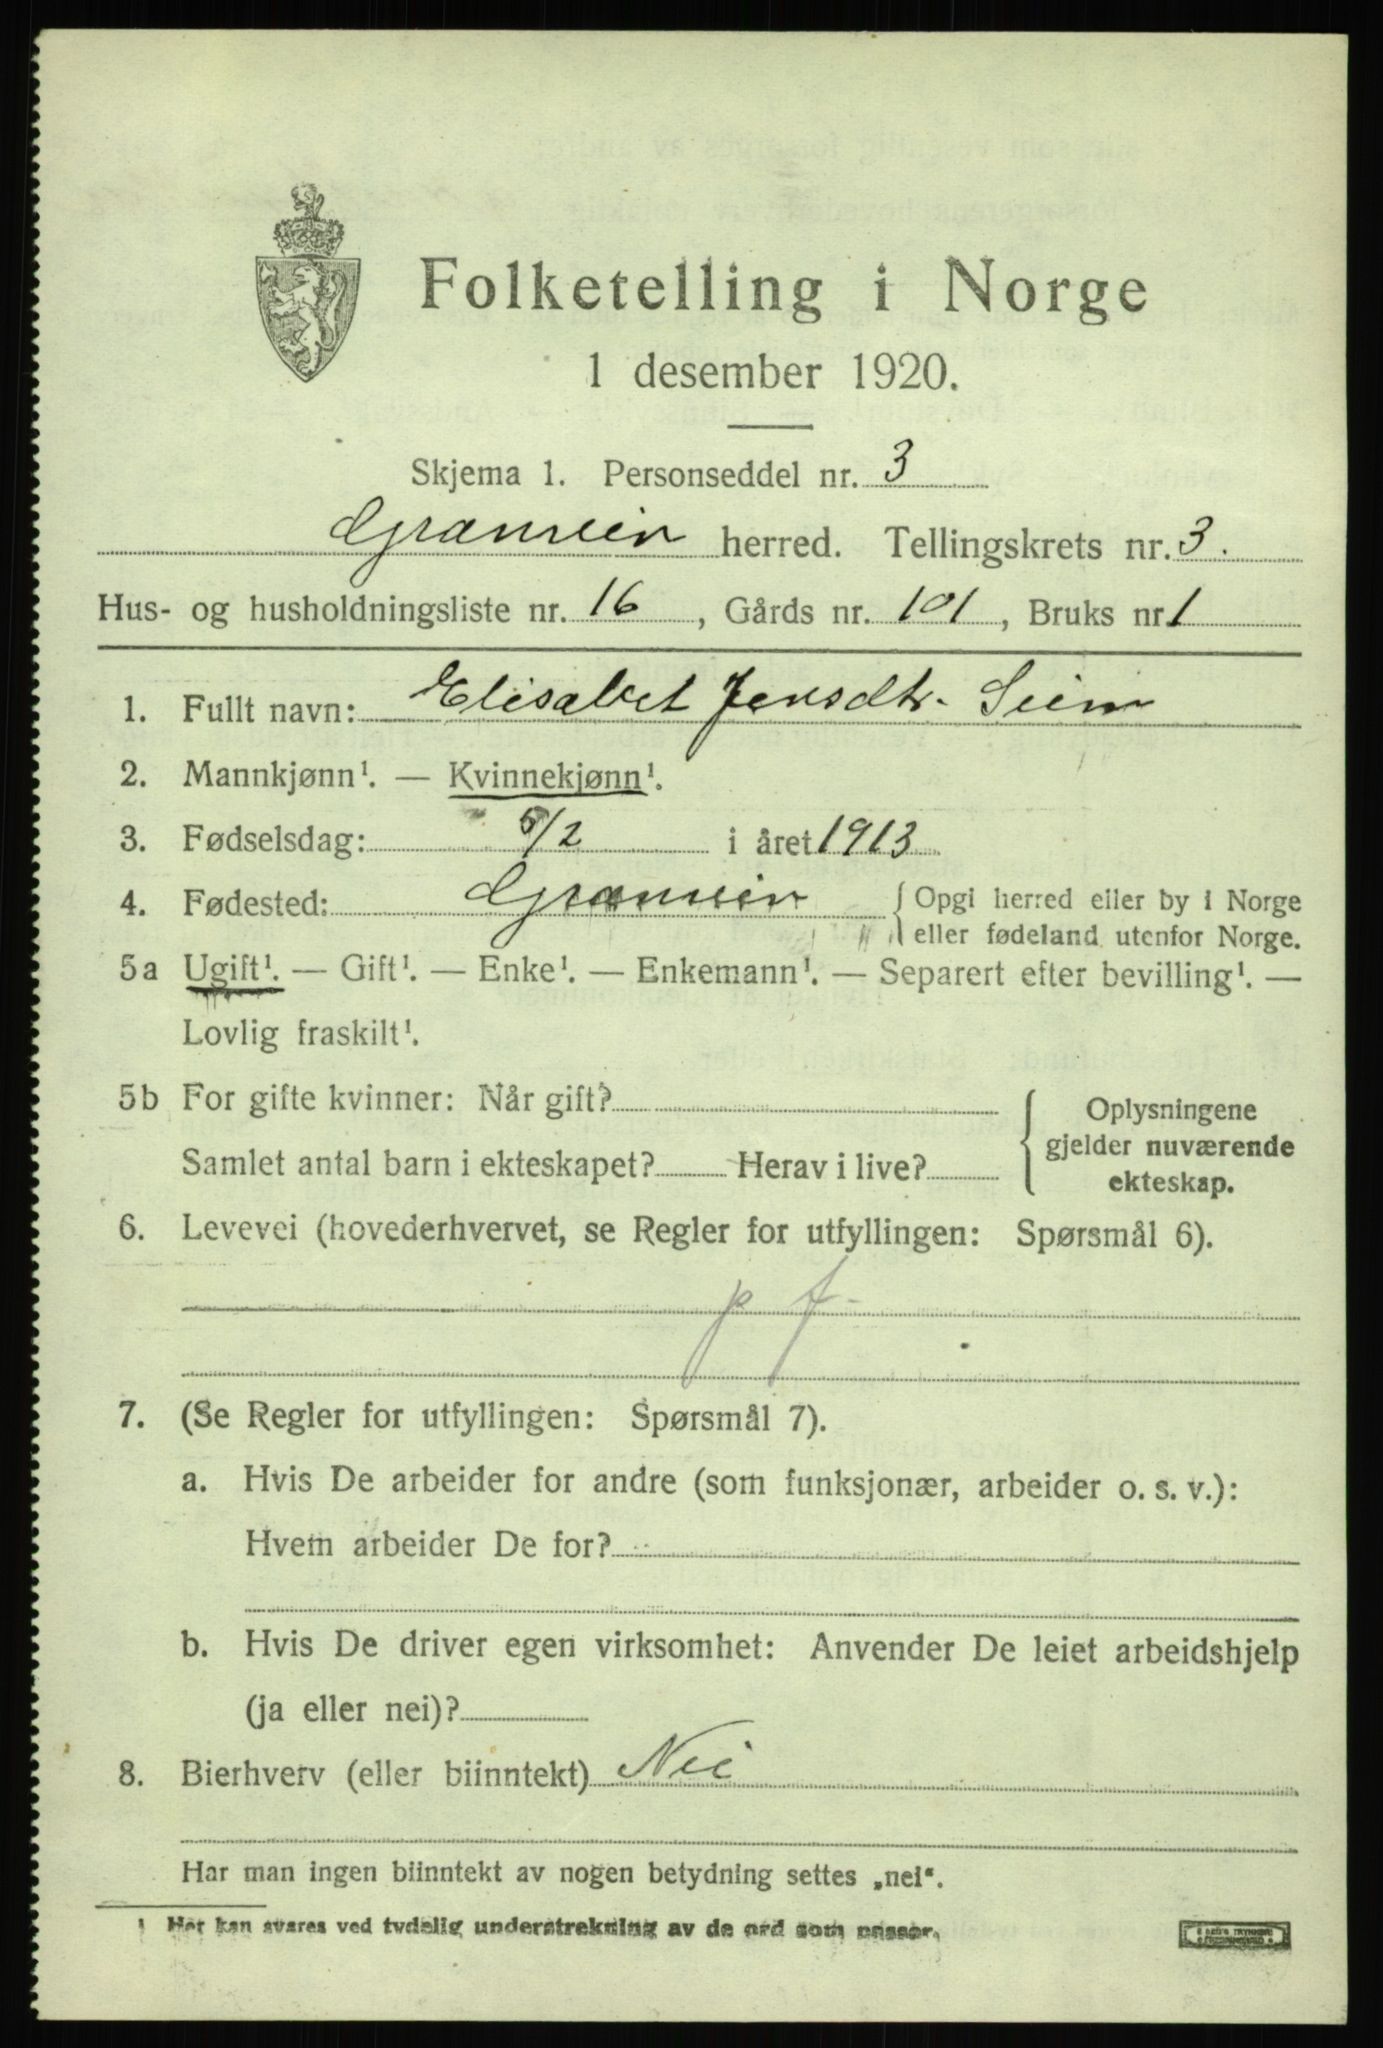 Folketelling i Norge
1 desember 1920.
Skjema 1. Personseddel nr. 3
Granvin herred. Tellingskrets nr. 3.
Hus- og husholdningsliste nr. 16, Gårds nr. 101, Bruks nr. 1
1. Fullt navn: Elisabet Jensdtr. Seim
2. Mannkjønn¹. — Kvinnekjønn¹.
3. Fødselsdag: 5/2 i året 1913
4. Fødested: Granvin { Opgi herred eller by i Norge
eller fødeland utenfor Norge.
5a Ugift¹. — Gift¹. — Enke¹. — Enkemann¹. — Separert efter bevilling¹. —
Lovlig fraskilt¹.
5b For gifte kvinner: Når gift?
Samlet antal barn i ekteskapet? Herav i live?
{ Oplysningene
gjelder nuværende
ekteskap.
6. Levevei (hovederhvervet, se Regler for utfyllingen: Spørsmål 6).
p f.
7. (Se Regler for utfyllingen: Spørsmål 7).
a. Hvis De arbeider for andre (som funksjonær, arbeider o. s. v.):
Hvem arbeider De for?
b. Hvis De driver egen virksomhet: Anvender De leiet arbeidshjelp
(ja eller nei)?
8. Bierhverv (eller biinntekt) Nei
Har man ingen biinntekt av nogen betydning settes „nei“.
¹ Her kan svares ved tydelig understrekning av de ord som passer.